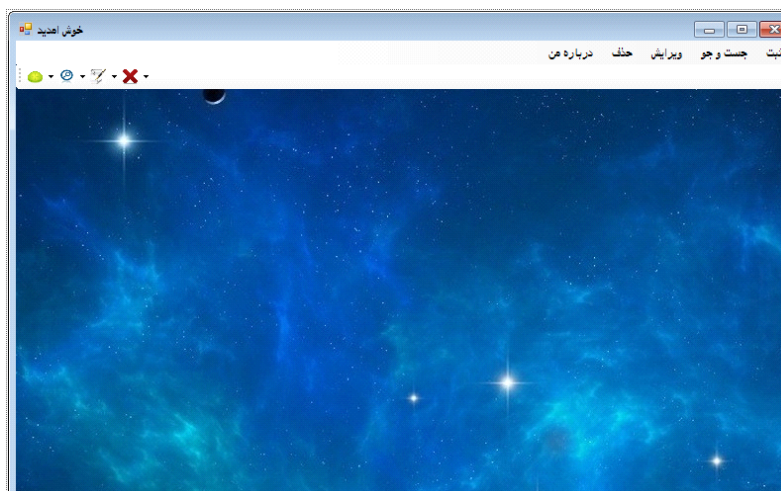 خوش امدید
ثبت جست و جو ویرایش حذف درباره من